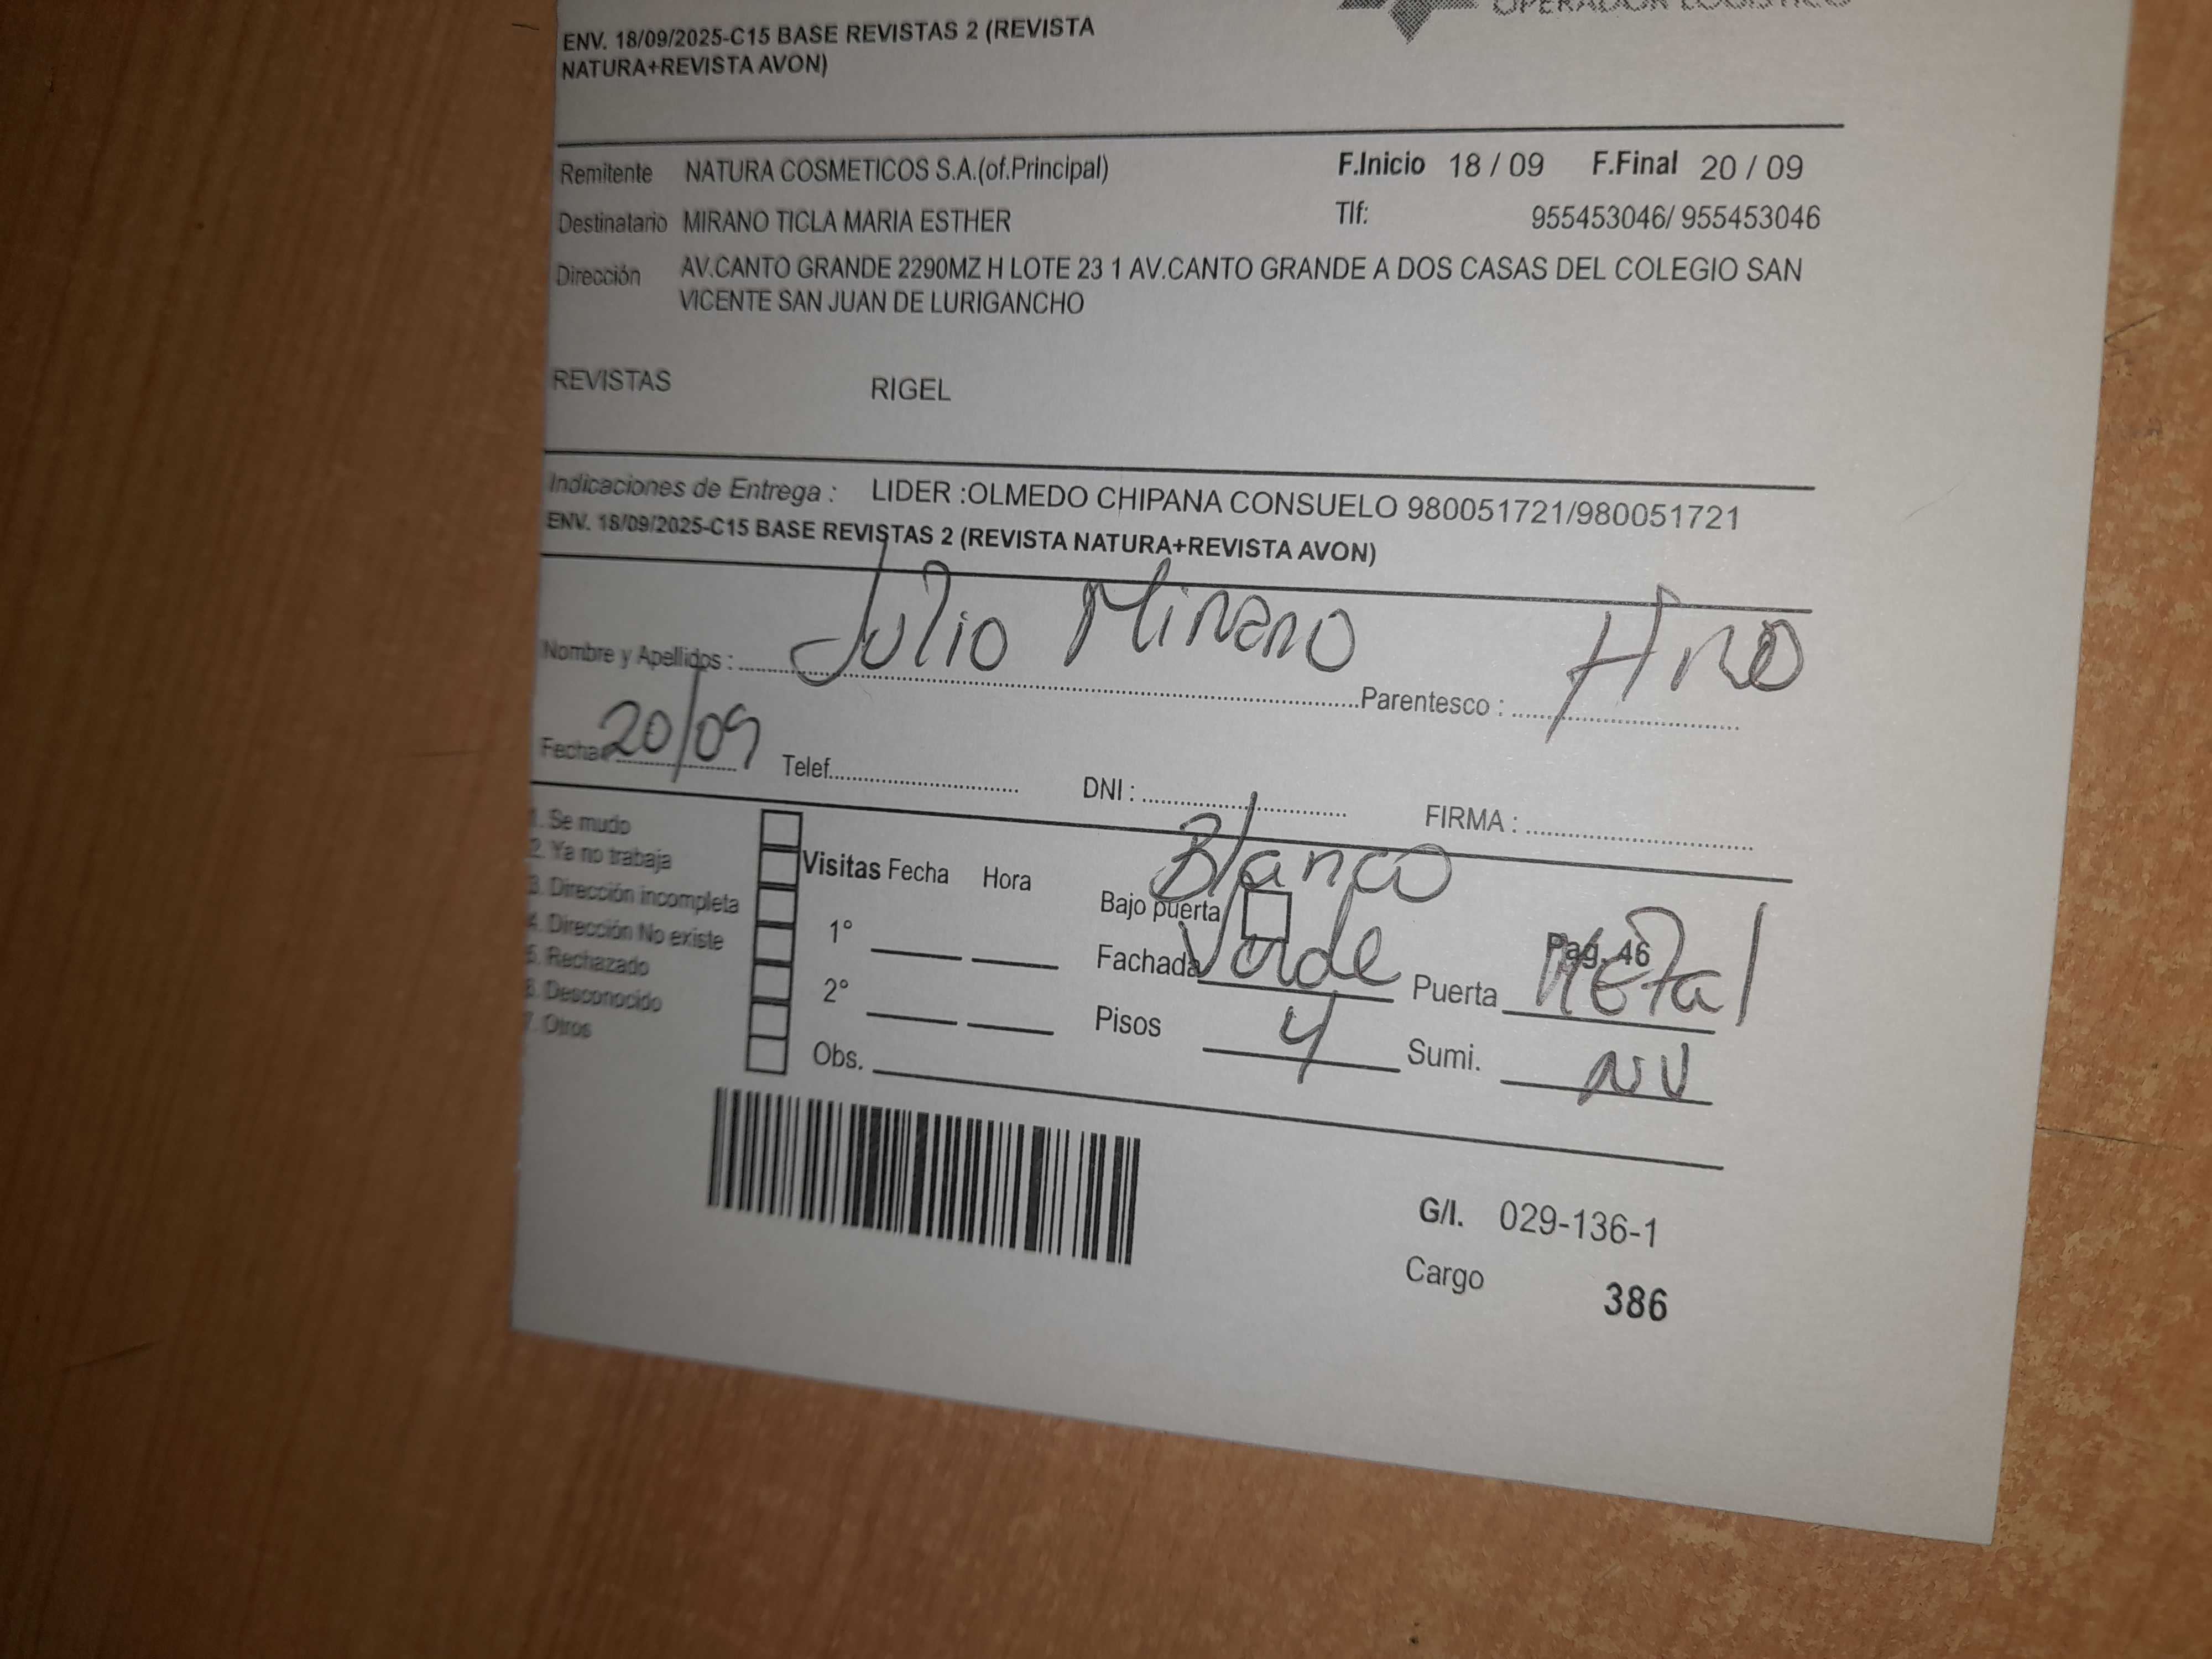 OPERADOR LOGISTICO
ENV. 18/09/2025-C15 BASE REVISTAS 2 (REVISTA
NATURA+REVISTA AVON)
Remitente NATURA COSMETICOS S.A.(of.Principal) F.Inicio 18 / 09 F.Final 20 / 09
Destinatario MIRANO TICLA MARIA ESTHER Tlf: 955453046/ 955453046
Dirección AV.CANTO GRANDE 2290MZ H LOTE 23 1 AV.CANTO GRANDE A DOS CASAS DEL COLEGIO SAN
VICENTE SAN JUAN DE LURIGANCHO
REVISTAS RIGEL
Indicaciones de Entrega : LIDER :OLMEDO CHIPANA CONSUELO 980051721/980051721
ENV. 18/09/2025-C15 BASE REVISTAS 2 (REVISTA NATURA+REVISTA AVON)
Nombre y Apellidos : Julio Mirano Parentesco : Hno
Fecha 20/09 Telef. DNI : FIRMA :
1. Se mudo
2. Ya no trabaja
3. Dirección incompleta
4. Dirección No existe
5. Rechazado
6. Desconocido
7. Otros
Visitas Fecha Hora
1°
2°
Obs.
Blanco
Bajo puerta
Pag. 46
Fachada Verde Puerta Metal
Pisos 4 Sumi. NV
G/I. 029-136-1
Cargo 386